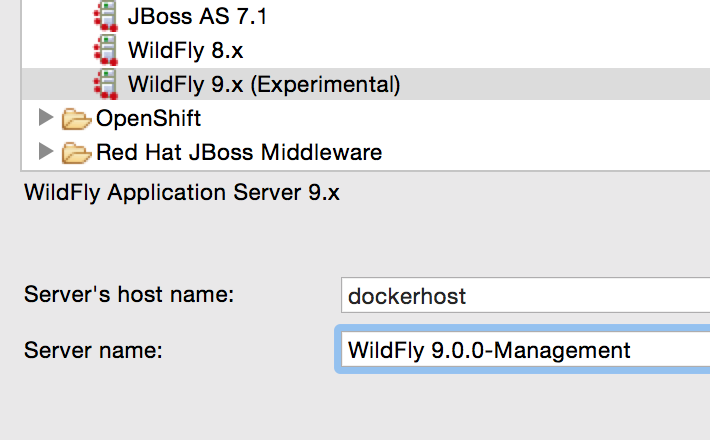 JBoss AS 7.1
WildFly 8.x
WildFly 9.x (Experimental)
OpenShift
Red Hat JBoss Middleware
WildFly Application Server 9.x
Server's host name: dockerhost
Server name: WildFly 9.0.0-Management